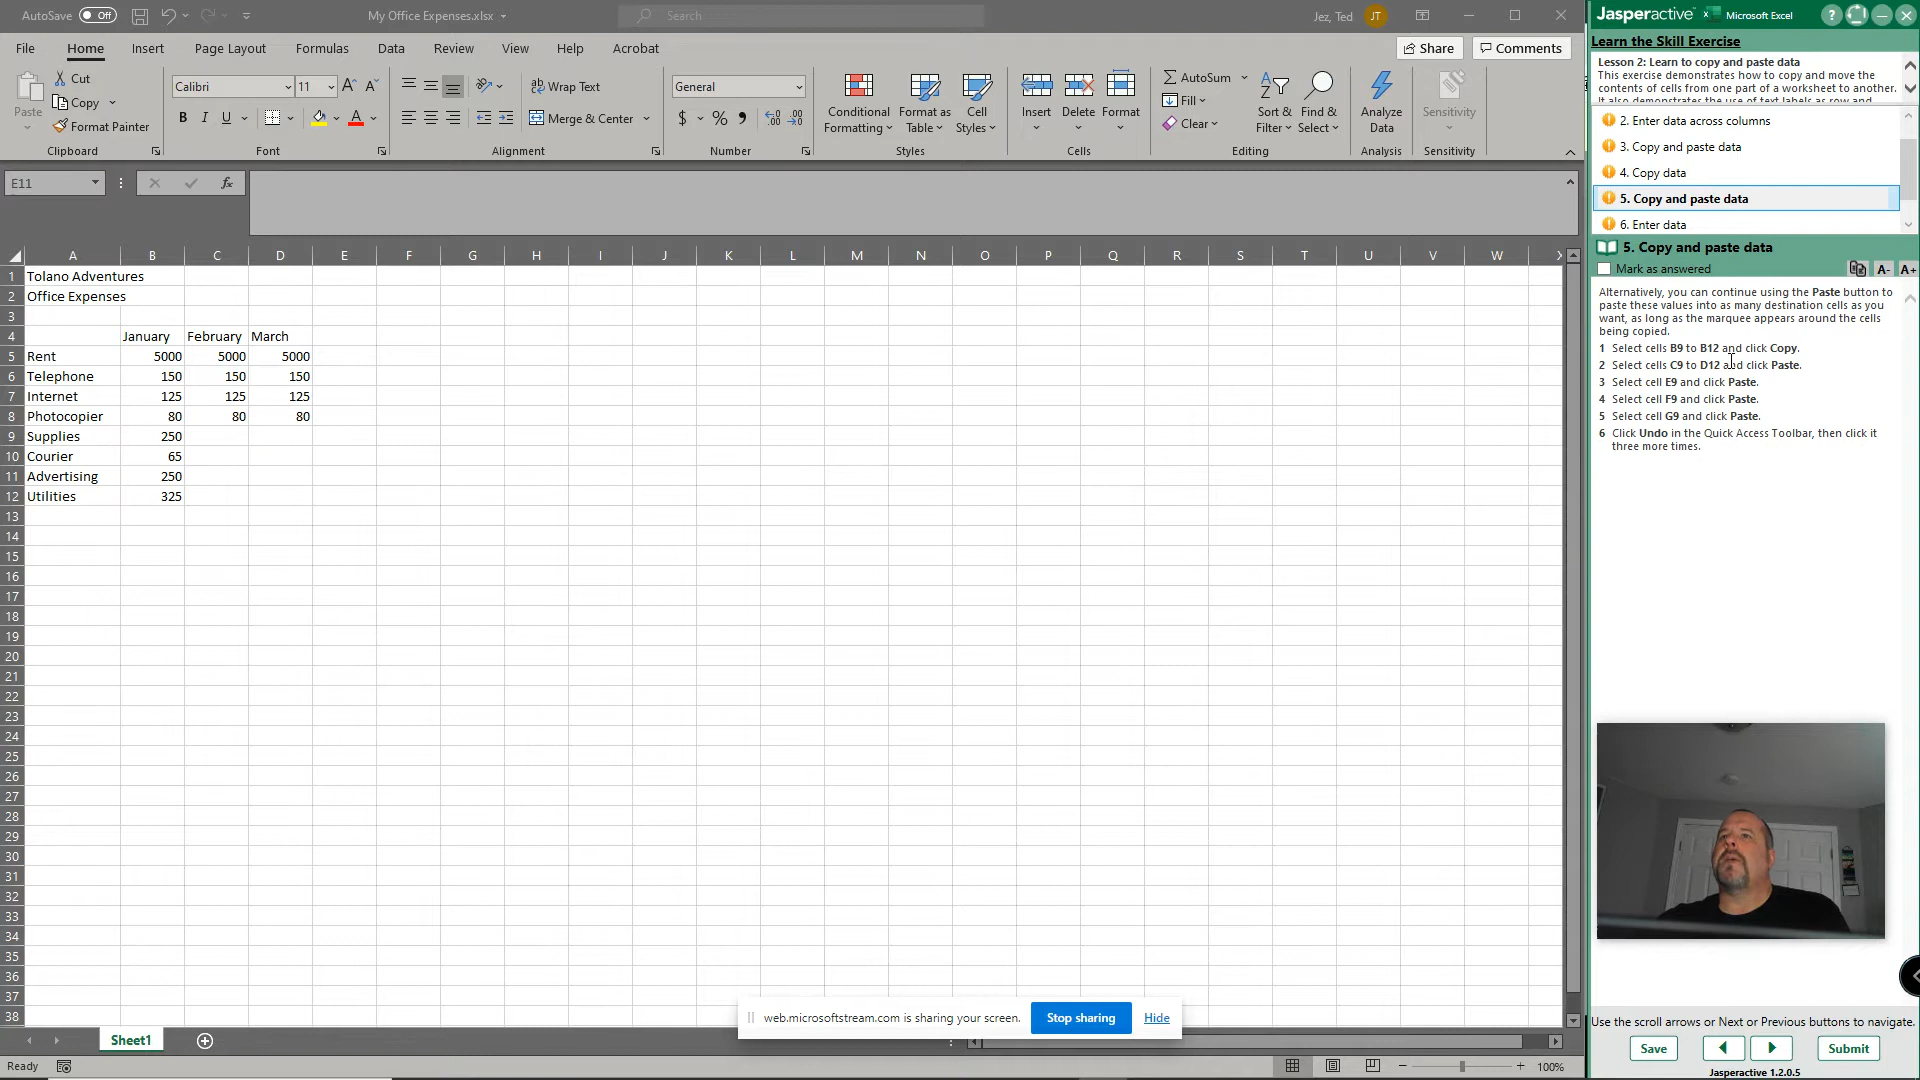 AutoSave Off My Office Expenses.xlsx Search Jez, Ted JT
File Home Insert Page Layout Formulas Data Review View Help Acrobat Share Comments
Paste Cut Copy Format Painter Clipboard
Calibri 11 B I U A Font
Wrap Text Merge & Center Alignment
General $ % Number
Conditional Formatting Format as Table Cell Styles Styles
Insert Delete Format Cells
AutoSum Fill Clear Sort & Filter Find & Select Editing
Analyze Data Analysis
Sensitivity Sensitivity
E11 fx
A B C D E F G H I J K L M N O P Q R S T U V W X
1 Tolano Adventures
2 Office Expenses
3
4 January February March
5 Rent 5000 5000 5000
6 Telephone 150 150 150
7 Internet 125 125 125
8 Photocopier 80 80 80
9 Supplies 250
10 Courier 65
11 Advertising 250
12 Utilities 325
13
14
15
16
17
18
19
20
21
22
23
24
25
26
27
28
29
30
31
32
33
34
35
36
37
38
web.microsoftstream.com is sharing your screen. Stop sharing Hide
Sheet1
Ready 100%
Jasperactive Microsoft Excel
Learn the Skill Exercise
Lesson 2: Learn to copy and paste data
This exercise demonstrates how to copy and move the
contents of cells from one part of a worksheet to another.
It also demonstrates the use of text labels as row and
2. Enter data across columns
3. Copy and paste data
4. Copy data
5. Copy and paste data
6. Enter data
5. Copy and paste data
Mark as answered A- A+
Alternatively, you can continue using the Paste button to
paste these values into as many destination cells as you
want, as long as the marquee appears around the cells
being copied.
1 Select cells B9 to B12 and click Copy.
2 Select cells C9 to D12 and click Paste.
3 Select cell E9 and click Paste.
4 Select cell F9 and click Paste.
5 Select cell G9 and click Paste.
6 Click Undo in the Quick Access Toolbar, then click it
three more times.
Use the scroll arrows or Next or Previous buttons to navigate.
Save Submit
Jasperactive 1.2.0.5